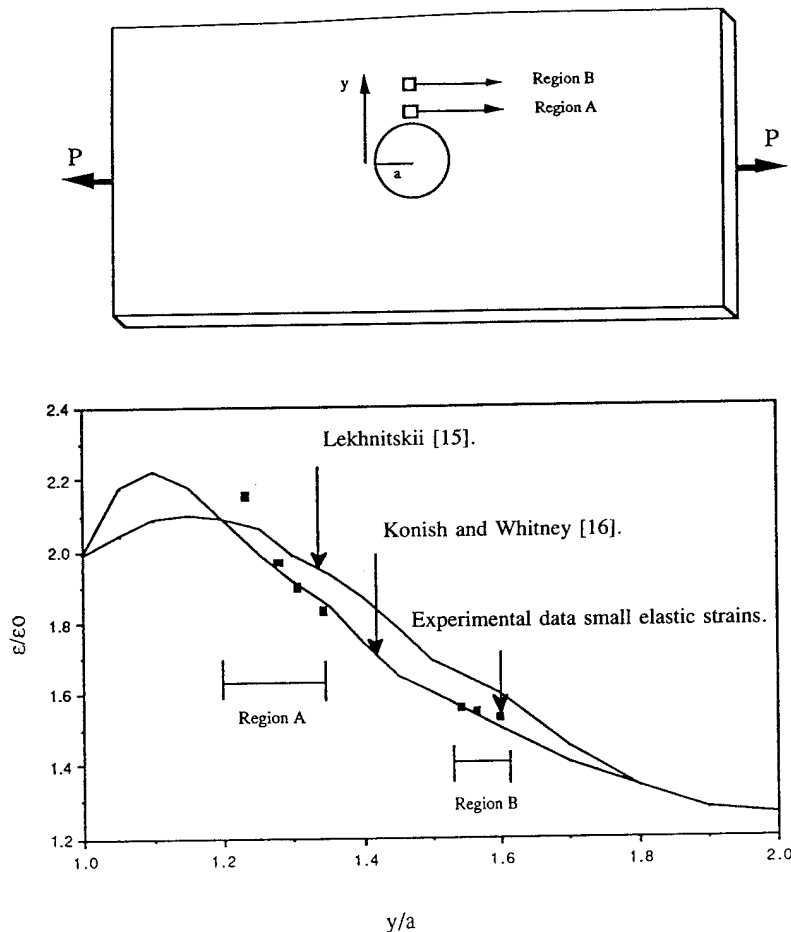 Region B
y
Region A
P
P
a
2.4
Lekhnitskii [15].
2.2
Konish and Whitney [16].
2.0
Experimental data small elastic strains.
1.8
ε/εo
1.6
Region A
1.4
Region B
1.2
1.0
1.2
1.4
1.6
1.8
2.0
y/a